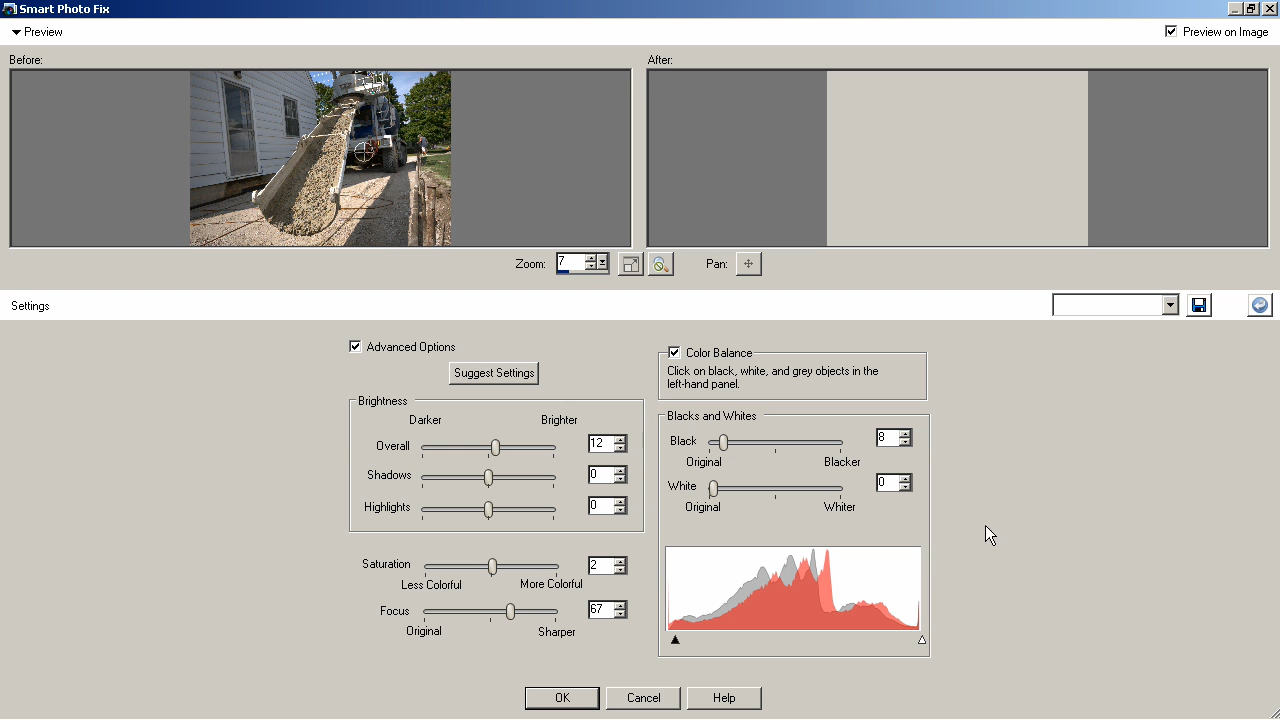 Smart Photo Fix
Preview
Preview on Image
Before:
After:
Zoom: 7
Pan:
Settings
Advanced Options
Suggest Settings
Brightness
Darker Brighter
Overall 12
Shadows 0
Highlights 0
Saturation 2
Less Colorful More Colorful
Focus 67
Original Sharper
Color Balance
Click on black, white, and grey objects in the
left-hand panel.
Blacks and Whites
Black 8
Original Blacker
White 0
Original Whiter
OK Cancel Help